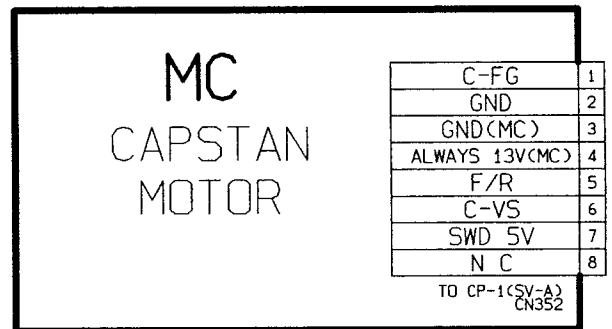 MC
CAPSTAN
MOTOR
C-FG 1
GND 2
GND(MC) 3
ALWAYS 13V(MC) 4
F/R 5
C-VS 6
SWD 5V 7
N C 8
TO CP-1(SV-A)
CN352